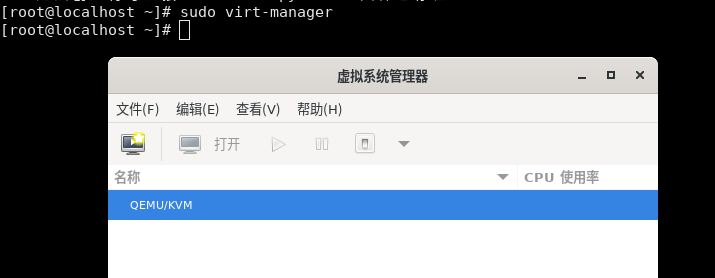 [root@localhost ~]# sudo virt-manager
[root@localhost ~]#
虚拟系统管理器
文件(F) 编辑(E) 查看(V) 帮助(H)
打开
名称 CPU 使用率
QEMU/KVM